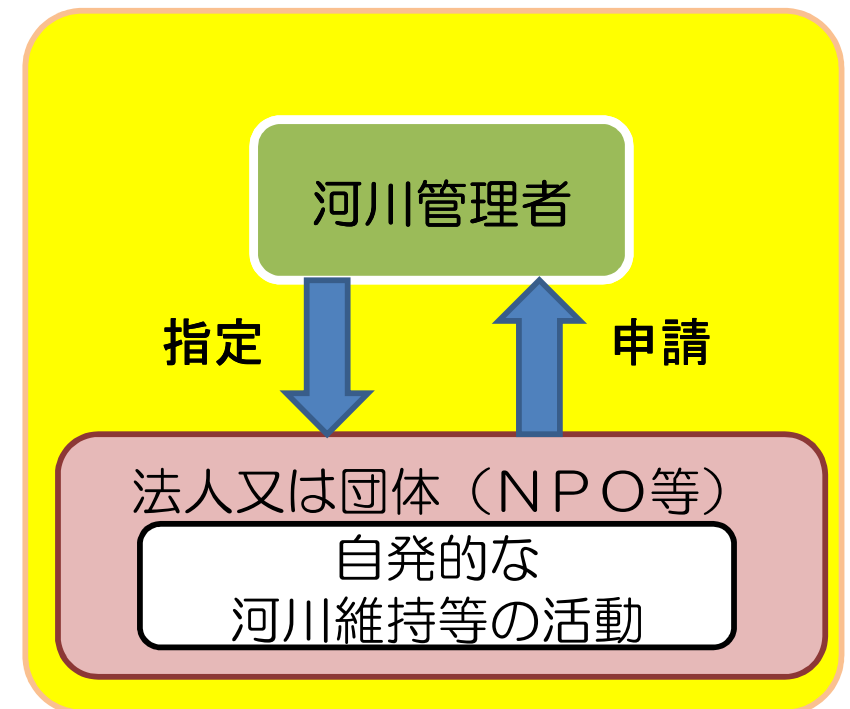 河川管理者
指定
申請
法人又は団体（ＮＰＯ等）
自発的な
河川維持等の活動